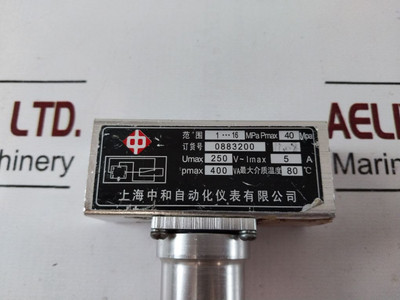 LTD.
AELI
chinery
Marin
中
范围 1…16 MPa Pmax 40 Mpa
订货号 0883200
Umax 250 V-Imax 5 A
pmax 400 VA 最大介质温度 80 ℃
上海中和自动化仪表有限公司